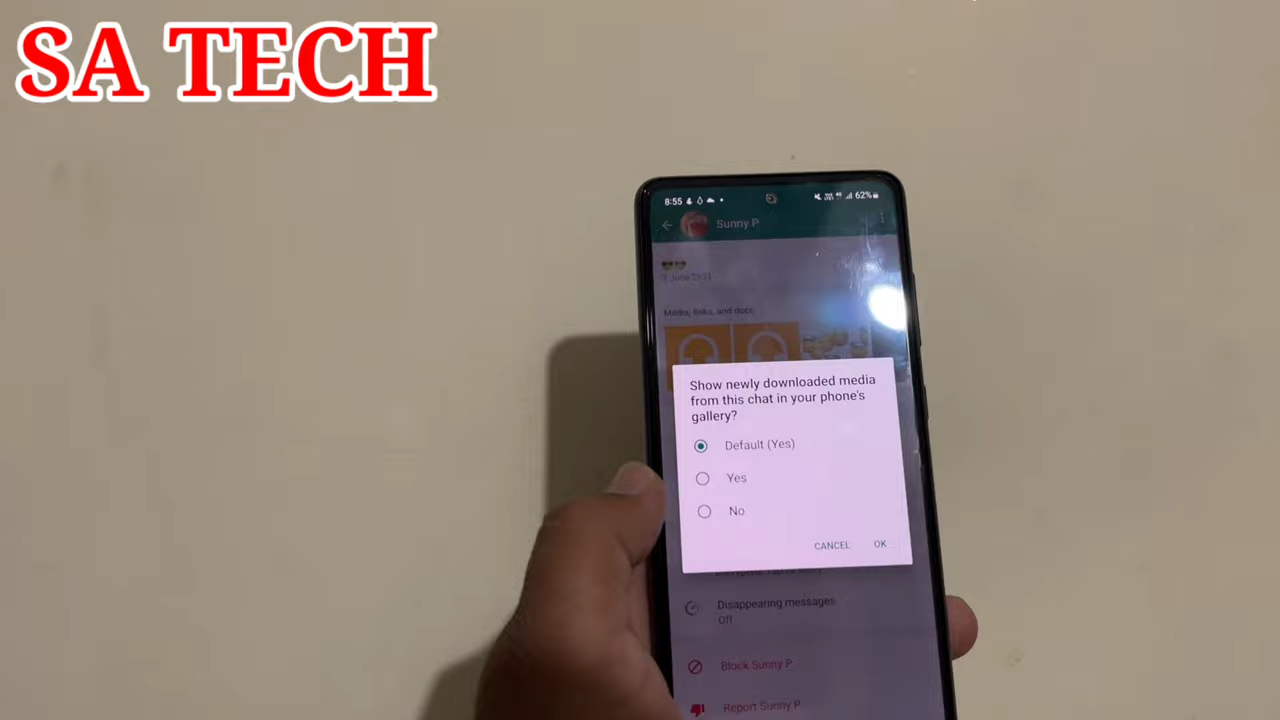 SA TECH
8:55
62%
Sunny P
Media, links, and docs
Show newly downloaded media
from this chat in your phone's
gallery?
Default (Yes)
Yes
No
CANCEL OK
Disappearing messages
Off
Block Sunny P
Report Sunny P